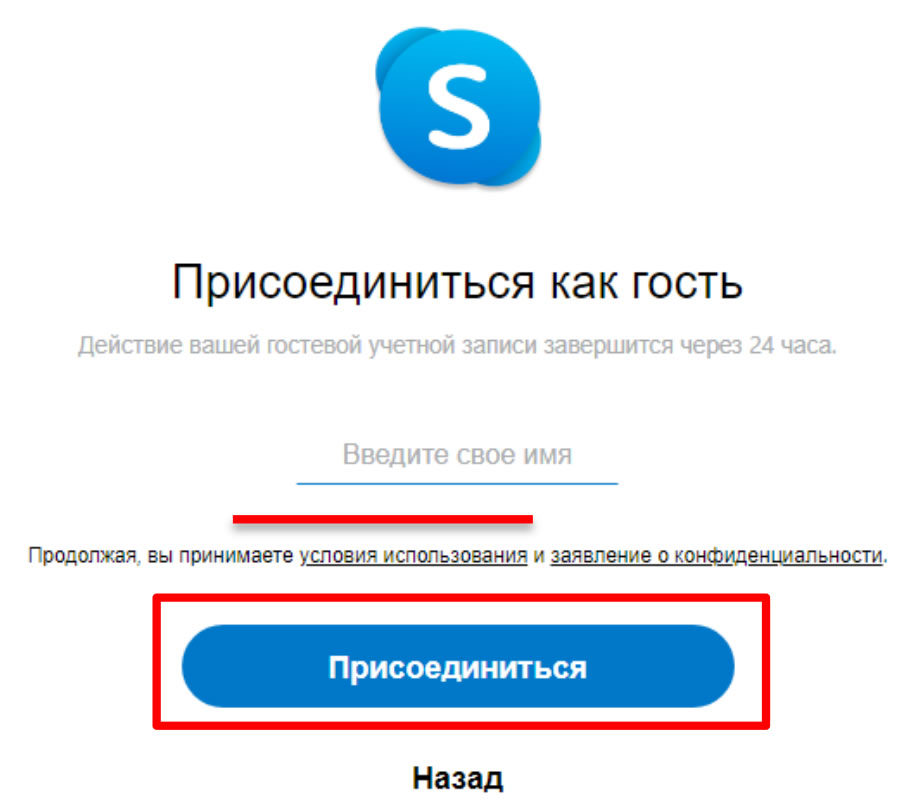 S
Присоединиться как гость
Действие вашей гостевой учетной записи завершится через 24 часа.
Введите свое имя
Продолжая, вы принимаете условия использования и заявление о конфиденциальности.
Присоединиться
Назад